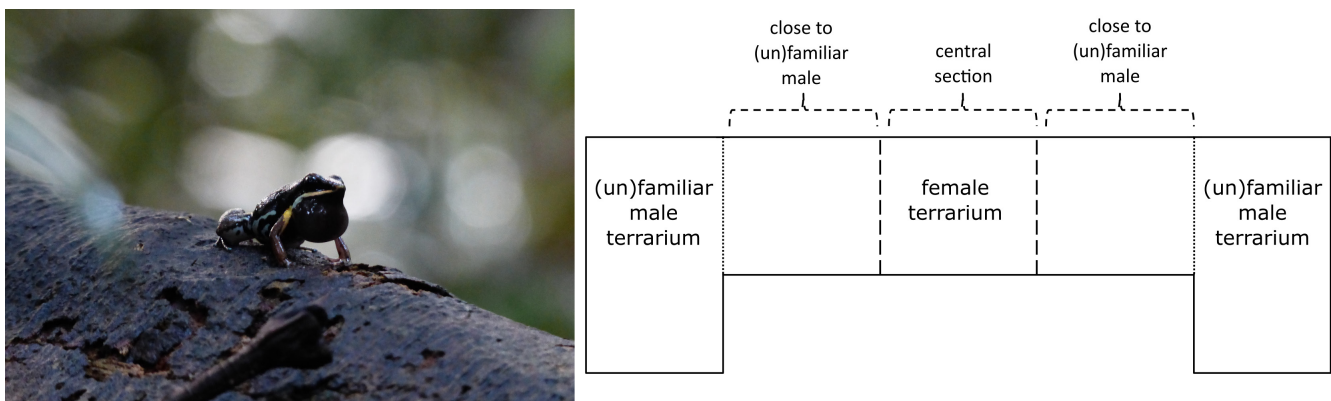 close to
(un)familiar
male
central
section
close to
(un)familiar
male
(un)familiar
male
terrarium
female
terrarium
(un)familiar
male
terrarium